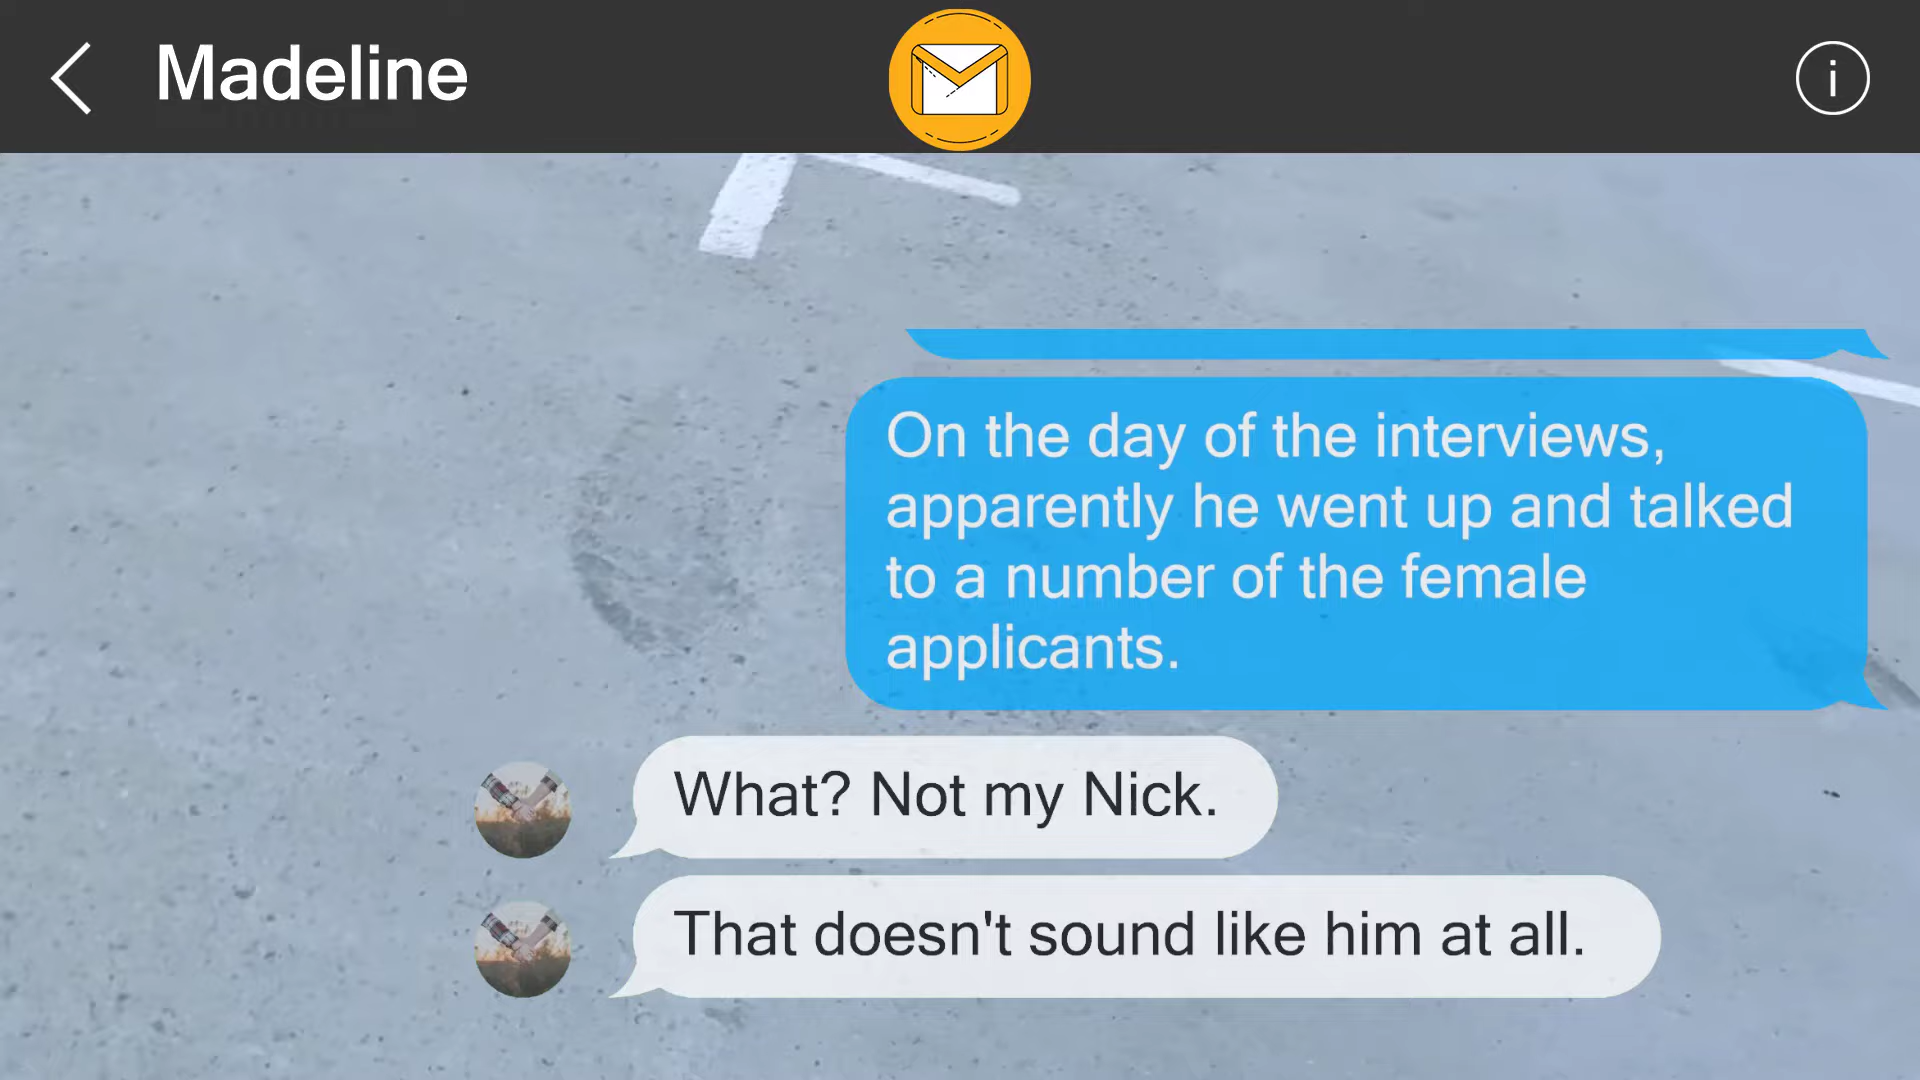 Madeline
i
On the day of the interviews,
apparently he went up and talked
to a number of the female
applicants.
What? Not my Nick.
That doesn't sound like him at all.